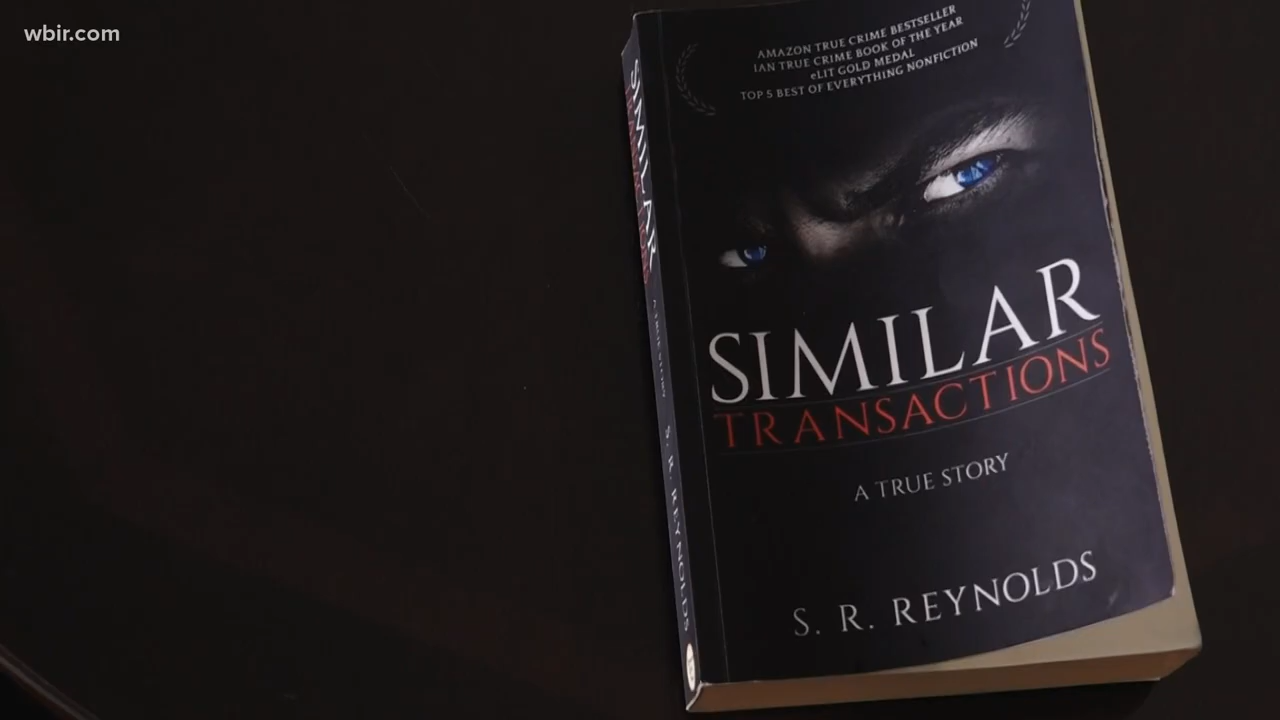 wbir.com
AMAZON TRUE CRIME BESTSELLER
IAN TRUE CRIME BOOK OF THE YEAR
eLIT GOLD MEDAL
TOP 5 BEST OF EVERYTHING NONFICTION
SIMILAR
TRANSACTIONS
A TRUE STORY
S. R. REYNOLDS
SIMILAR
TRANSACTIONS
A TRUE STORY
S. R. REYNOLDS